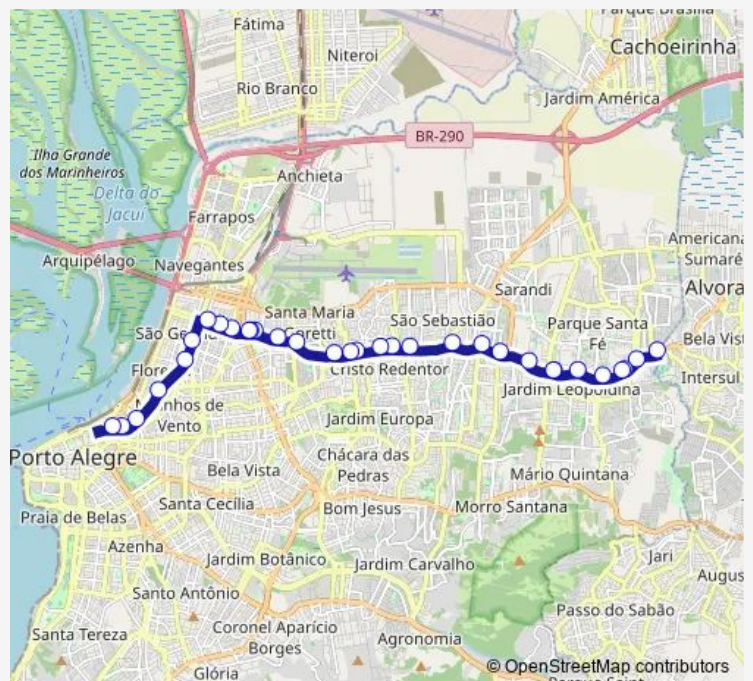 Parque Brasília
Fátima
Cachoeirinha
Niteroi
Rio Branco
Jardim América
BR-290
Ilha Grande
dos Marinheiros
Anchieta
Delta do
Jacuí
Farrapos
Americana
Sumaré
Arquipélago
Navegantes
Sarandi
Alvora
Santa Maria
Goretti
São Sebastião
Parque Santa
Fé
São Ge
Bela Vist
Flore
Cristo Redentor
Intersul
Jardim Leopoldina
Moinhos de
Vento
Jardim Europa
Porto Alegre
Chácara das
Pedras
Bela Vista
Mário Quintana
Santa Cecília
Bom Jesus
Morro Santana
Praia de Belas
Azenha
Jardim Botânico
Jardim Carvalho
Jari
Augus
Santo Antônio
Passo do Sabão
Santa Tereza
Coronel Aparício
Borges
Agronomia
Glória
© OpenStreetMap contributors